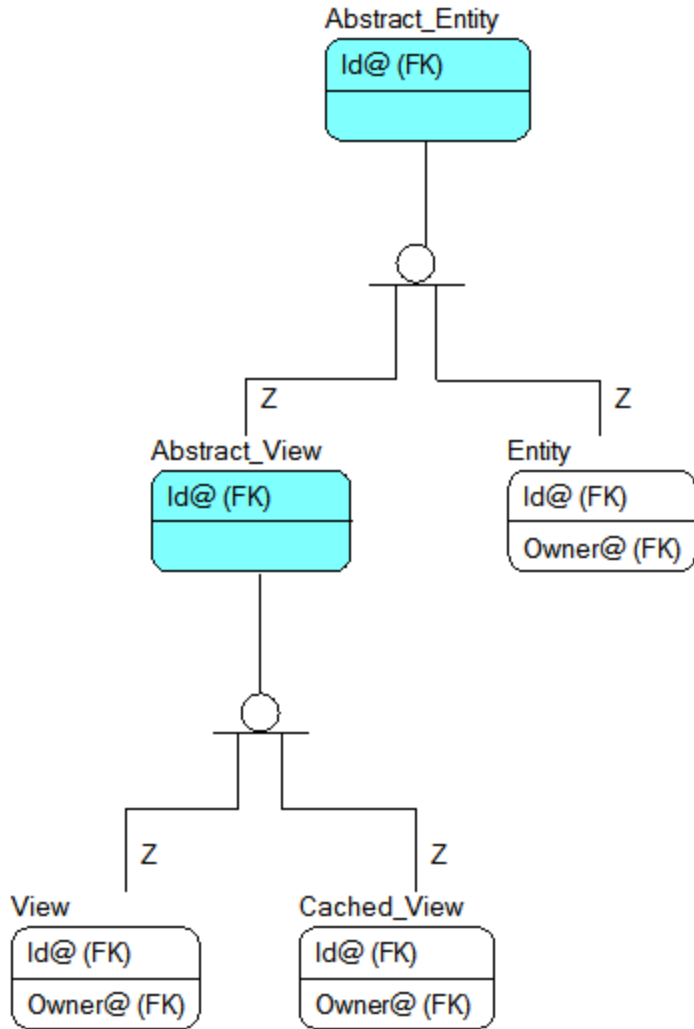 Abstract_Entity
Id@ (FK)
Z
Z
Abstract_View
Entity
Id@ (FK)
Id@ (FK)
Owner@ (FK)
Z
Z
View
Cached_View
Id@ (FK)
Id@ (FK)
Owner@ (FK)
Owner@ (FK)